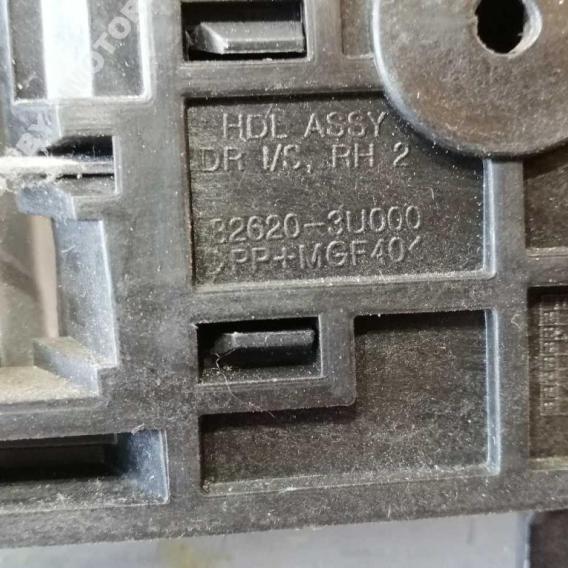 HDL ASSY
DR I/S, RH 2
82620-3U000
>PP+MGF40<